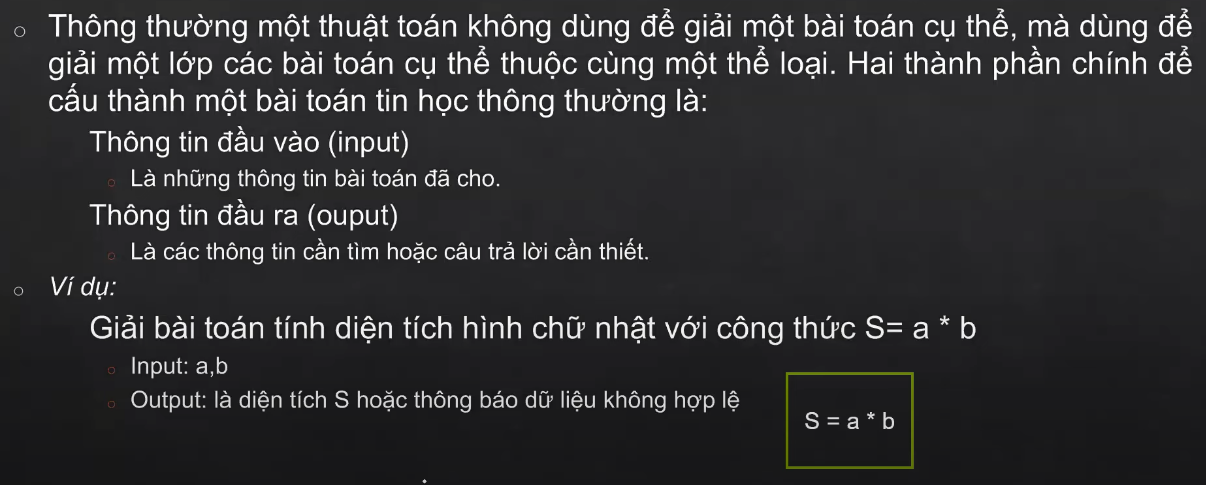 Thông thường một thuật toán không dùng để giải một bài toán cụ thể, mà dùng để
giải một lớp các bài toán cụ thể thuộc cùng một thể loại. Hai thành phần chính để
cấu thành một bài toán tin học thông thường là:
Thông tin đầu vào (input)
Là những thông tin bài toán đã cho.
Thông tin đầu ra (ouput)
Là các thông tin cần tìm hoặc câu trả lời cần thiết.
Ví dụ:
Giải bài toán tính diện tích hình chữ nhật với công thức S= a * b
Input: a,b
Output: là diện tích S hoặc thông báo dữ liệu không hợp lệ
S = a * b